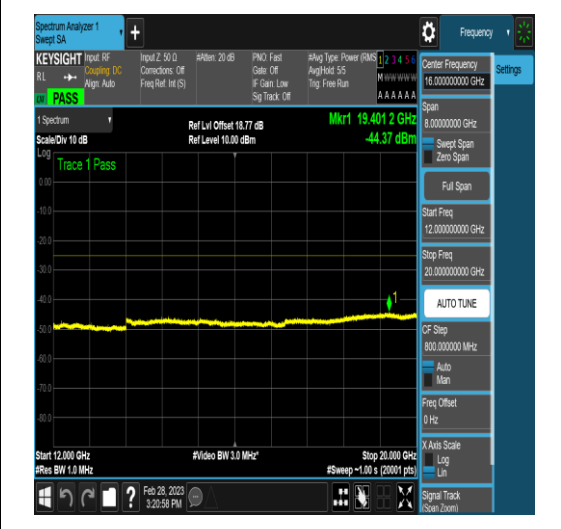 Spectrum Analyzer 1
Swept SA
Frequency
KEYSIGHT
RL
Input: RF
Coupling: DC
Align: Auto
Input Z: 50 Ω
Corrections: Off
Freq Ref: Int (S)
#Atten: 20 dB
PNO: Fast
Gate: Off
IF Gain: Low
Sig Track: Off
#Avg Type: Power (RMS
Avg|Hold: 5/5
Trig: Free Run
1 2 3 4 5 6
M W W W W W
A A A A A A
PASS
Center Frequency
16.000000000 GHz
Settings
Span
8.00000000 GHz
Swept Span
Zero Span
Full Span
Start Freq
12.000000000 GHz
Stop Freq
20.000000000 GHz
AUTO TUNE
CF Step
800.000000 MHz
Auto
Man
Freq Offset
0 Hz
X Axis Scale
Log
Lin
Signal Track
(Span Zoom)
1 Spectrum
Scale/Div 10 dB
Ref Lvl Offset 18.77 dB
Ref Level 10.00 dBm
Mkr1 19.401 2 GHz
-44.37 dBm
Log
Trace 1 Pass
0.00
-10.0
-20.0
-30.0
-40.0
-50.0
-60.0
-70.0
-80.0
1
Start 12.000 GHz
#Res BW 1.0 MHz
#Video BW 3.0 MHz*
Stop 20.000 GHz
#Sweep ~1.00 s (20001 pts)
Feb 28, 2023
3:20:58 PM